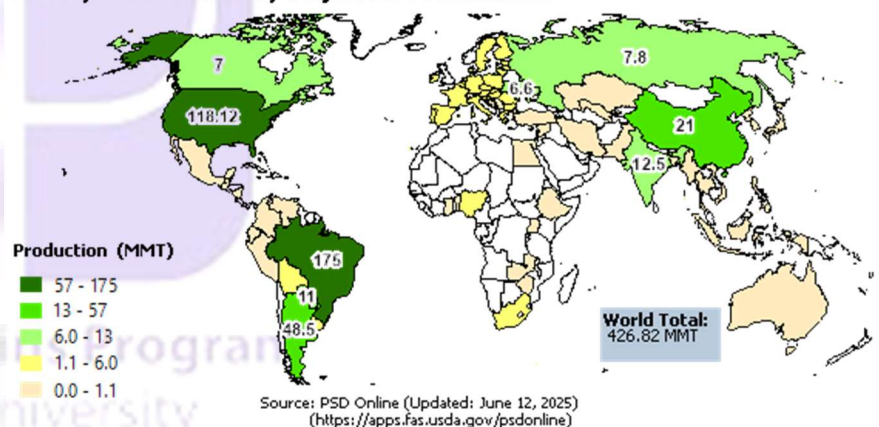 7
7.8
6.6
118.12
21
12.5
175
11
48.5
Production (MMT)
57 - 175
13 - 57
6.0 - 13
1.1 - 6.0
0.0 - 1.1
World Total:
426.82 MMT
Program
Source: PSD Online (Updated: June 12, 2025)
(https://apps.fas.usda.gov/psdonline)